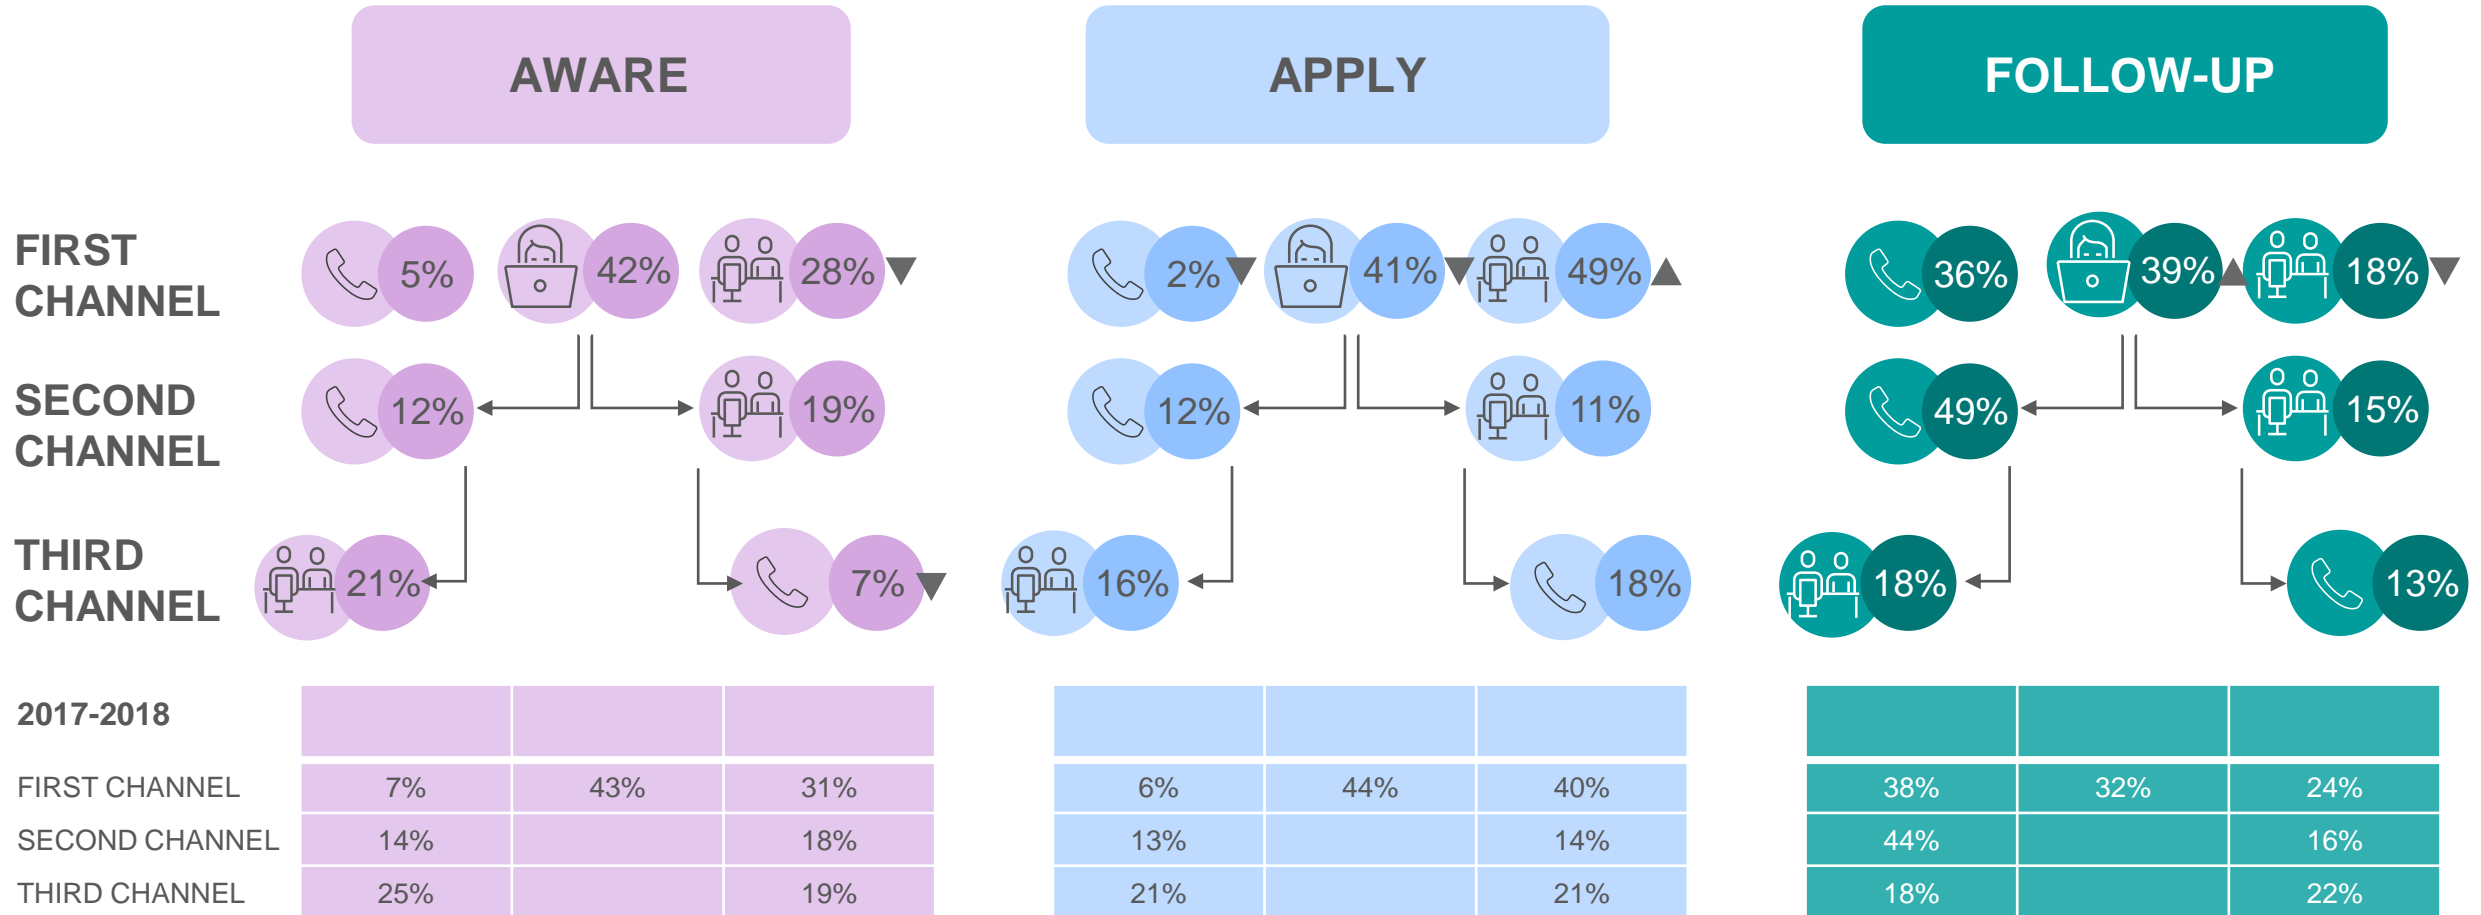 AWARE
APPLY
FOLLOW-UP
FIRST
CHANNEL
5%
42%
28%
2%
41%
49%
36%
39%
18%
SECOND
CHANNEL
12%
19%
12%
11%
49%
15%
THIRD
CHANNEL
21%
7%
16%
18%
18%
13%
2017-2018
FIRST CHANNEL 7% 43% 31% 6% 44% 40% 38% 32% 24%
SECOND CHANNEL 14% 18% 13% 14% 44% 16%
THIRD CHANNEL 25% 19% 21% 21% 18% 22%